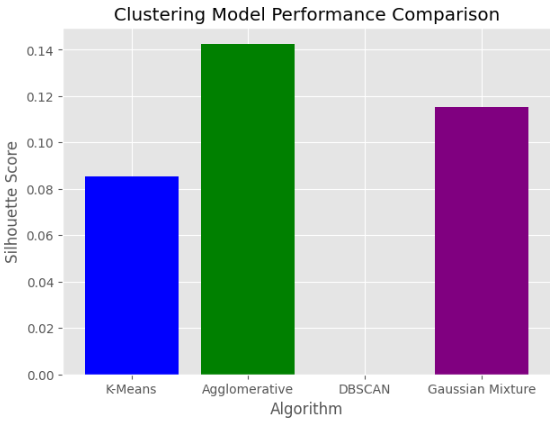 Clustering Model Performance Comparison
Silhouette Score
0.14
0.12
0.10
0.08
0.06
0.04
0.02
0.00
K-Means Agglomerative DBSCAN Gaussian Mixture
Algorithm